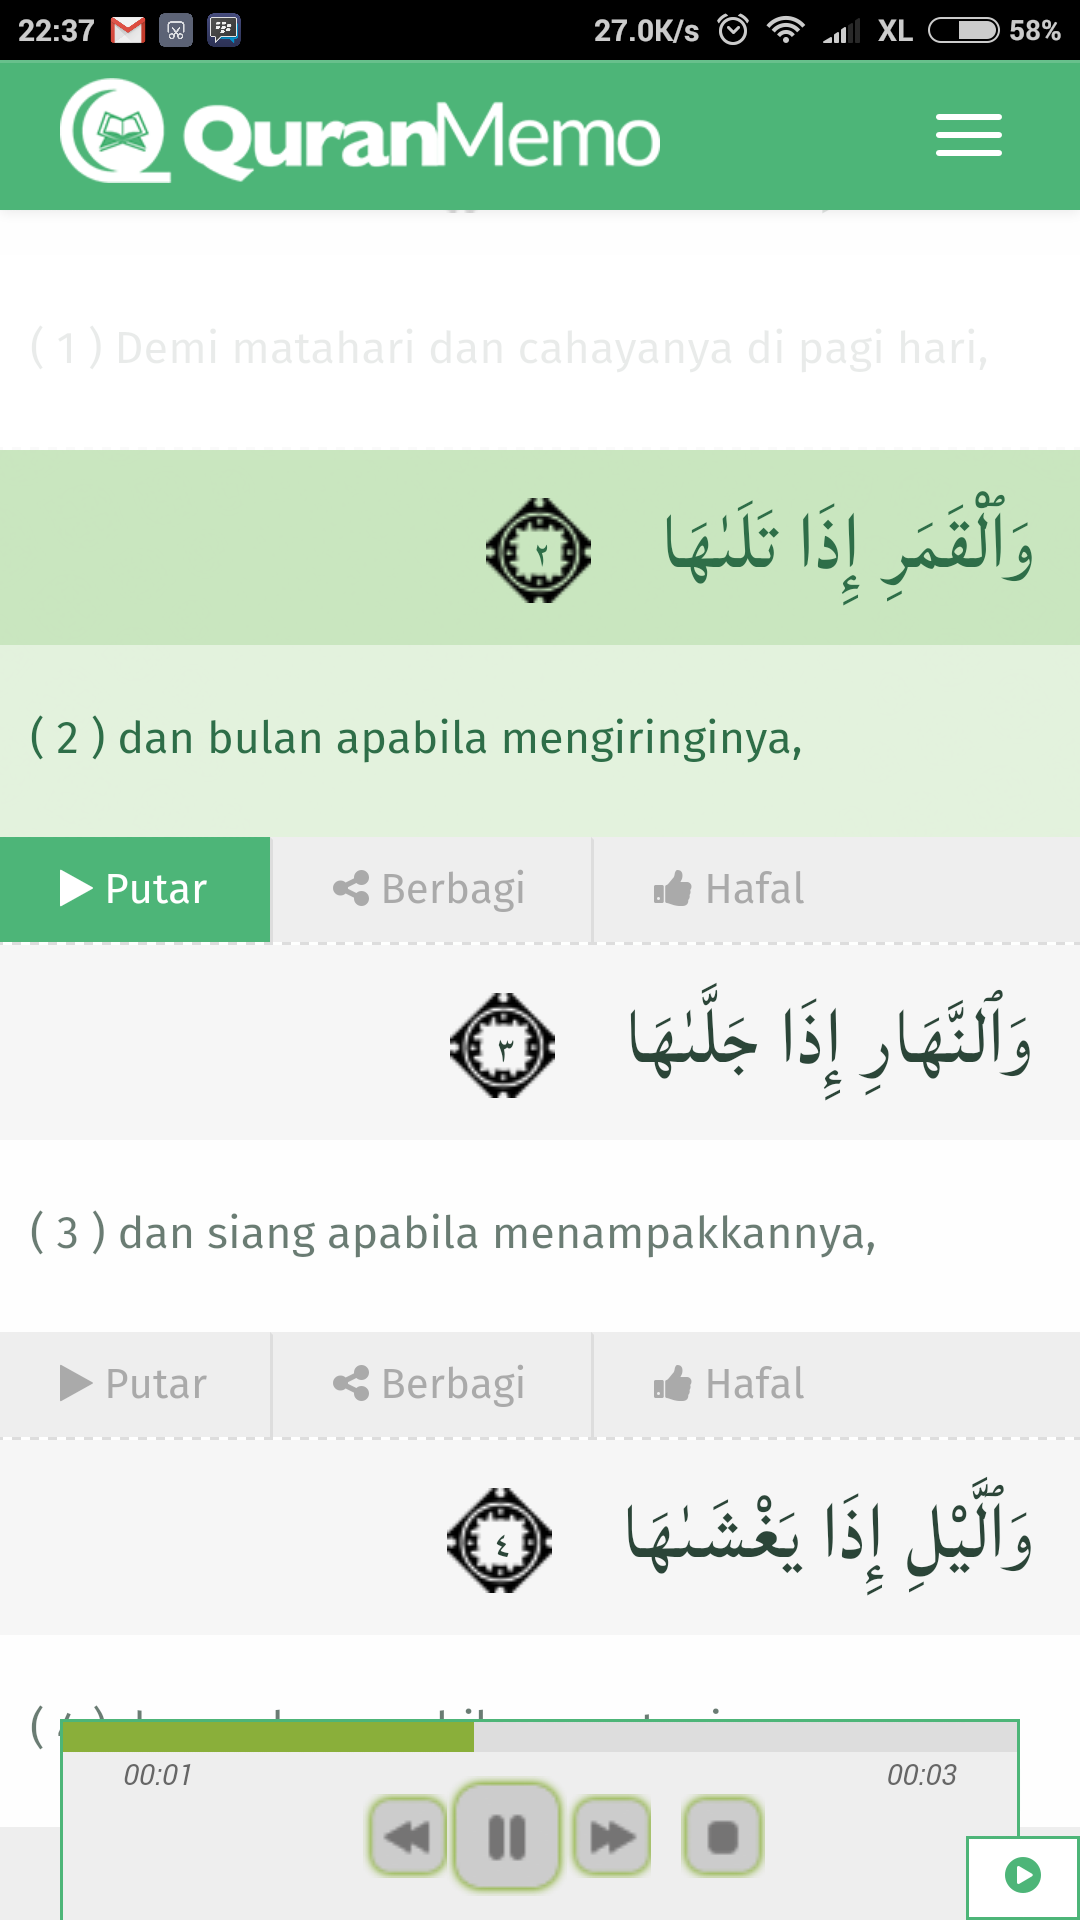 22:37 27.0K/s XL 58%
QuranMemo
( 1 ) Demi matahari dan cahayanya di pagi hari,
وَٱلْقَمَرِ إِذَا تَلَىٰهَا ٢
( 2 ) dan bulan apabila mengiringinya,
Putar Berbagi Hafal
وَٱلنَّهَارِ إِذَا جَلَّىٰهَا ٣
( 3 ) dan siang apabila menampakkannya,
Putar Berbagi Hafal
وَٱلَّيْلِ إِذَا يَغْشَىٰهَا ٤
00:01 00:03